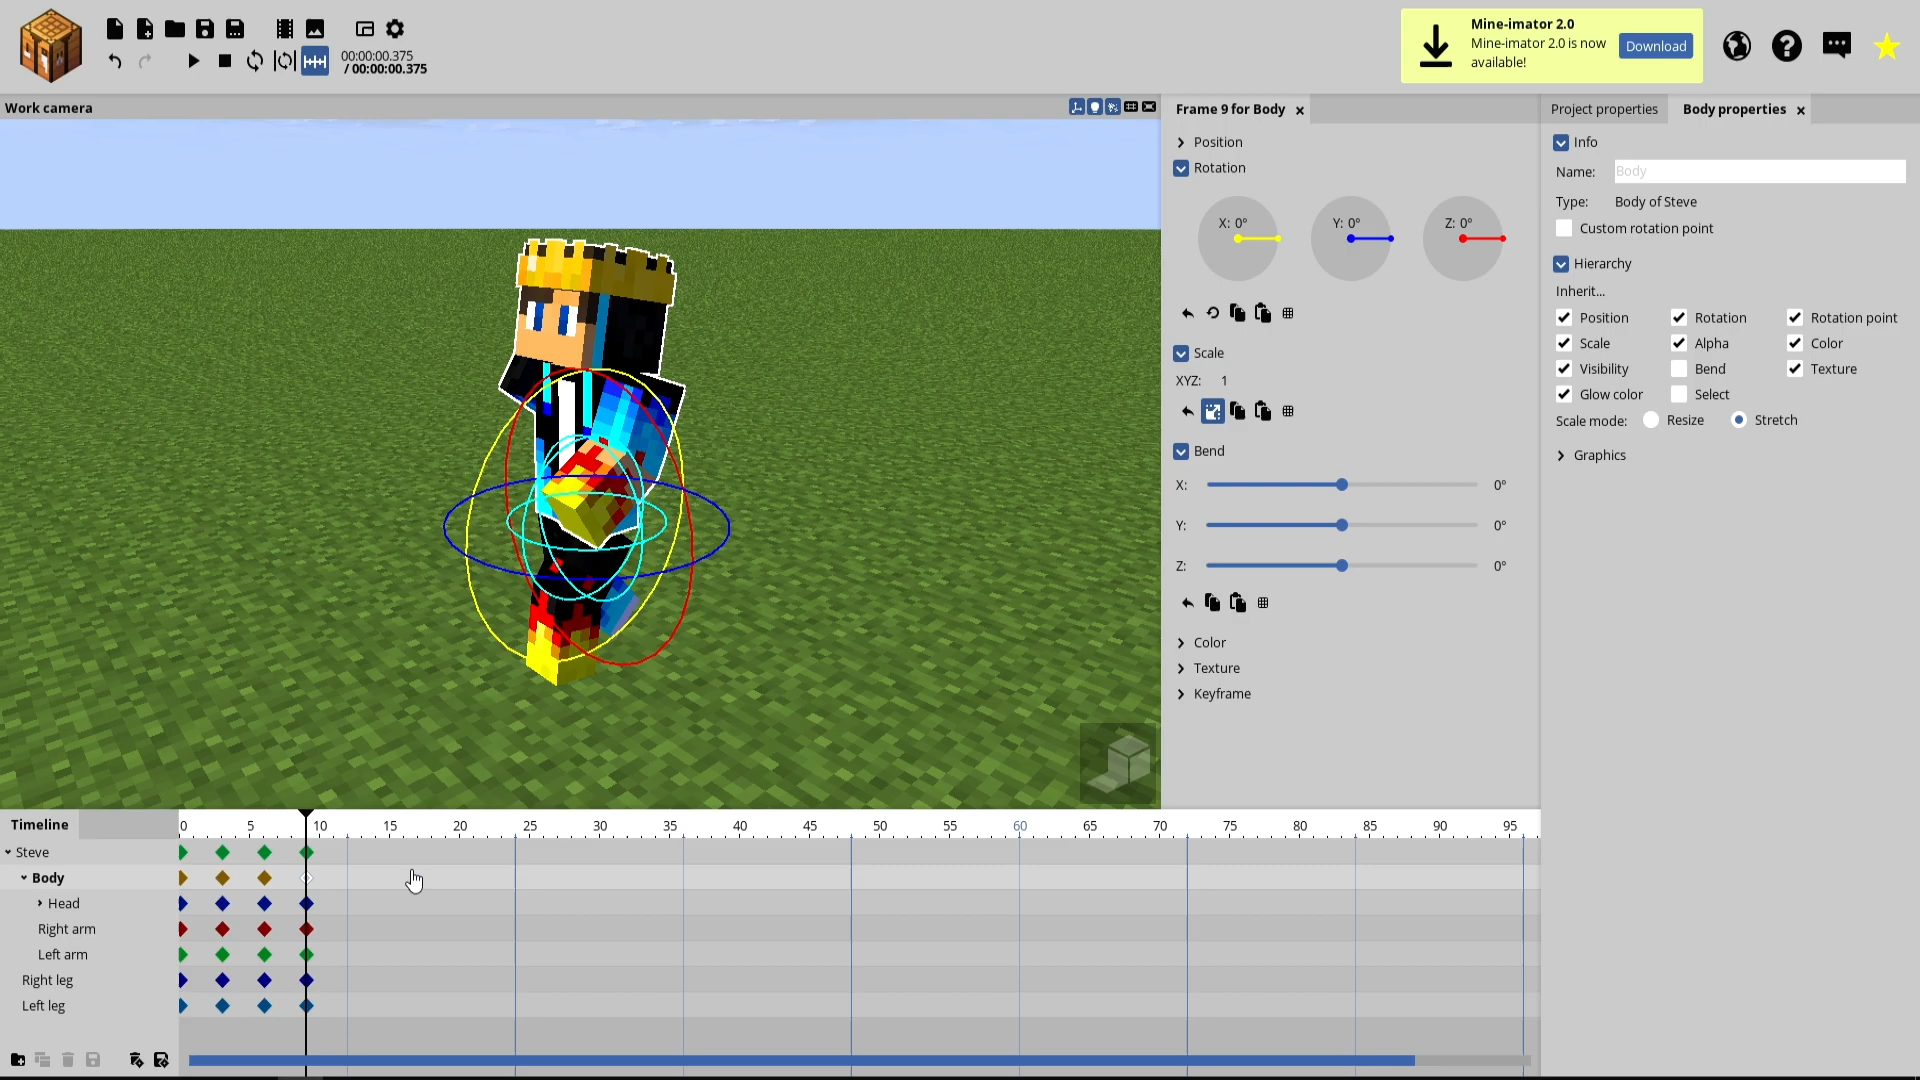 00:00:00.375
/ 00:00:00.375
Mine-imator 2.0
Mine-imator 2.0 is now
available!
Download
Work camera
Frame 9 for Body
Position
Rotation
X: 0°
Y: 0°
Z: 0°
Scale
XYZ: 1
Bend
X: 0°
Y: 0°
Z: 0°
Color
Texture
Keyframe
Project properties
Body properties
Info
Name: Body
Type: Body of Steve
Custom rotation point
Hierarchy
Inherit...
Position Rotation Rotation point
Scale Alpha Color
Visibility Bend Texture
Glow color Select
Scale mode: Resize Stretch
Graphics
Timeline
0 5 10 15 20 25 30 35 40 45 50 55 60 65 70 75 80 85 90 95
Steve
Body
Head
Right arm
Left arm
Right leg
Left leg